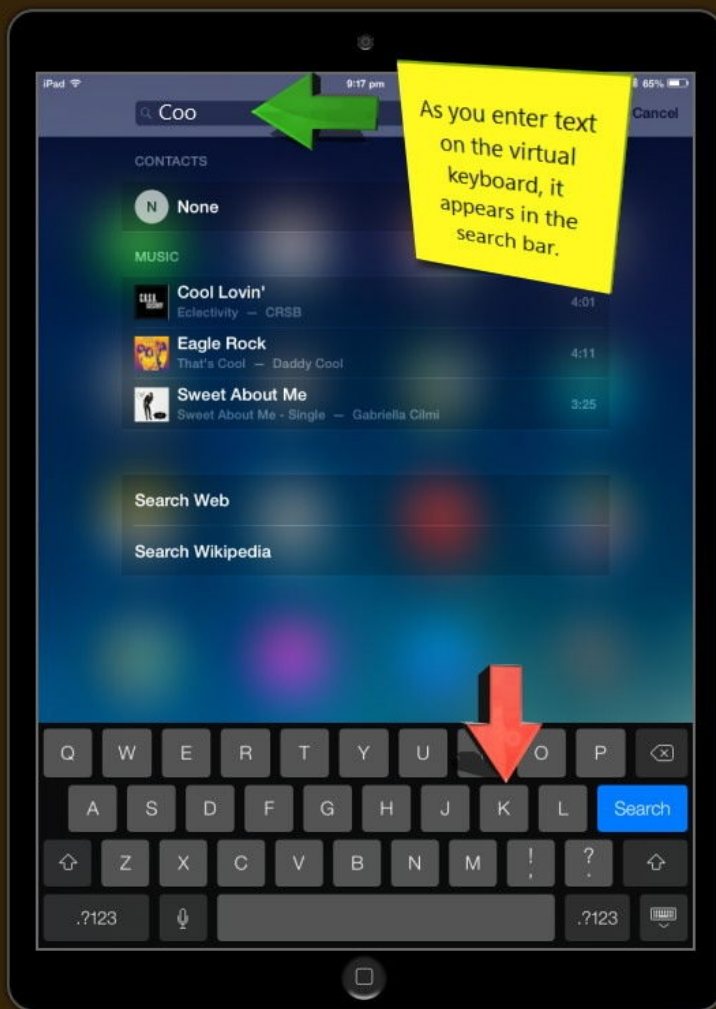 iPad 9:17 pm 65%
Coo
Cancel
As you enter text
on the virtual
keyboard, it
appears in the
search bar.
CONTACTS
N None
MUSIC
Cool Lovin'
Eclectivity — CRSB
4:01
Eagle Rock
That's Cool — Daddy Cool
4:11
Sweet About Me
Sweet About Me - Single — Gabriella Cilmi
3:25
Search Web
Search Wikipedia
Q W E R T Y U O P
A S D F G H J K L Search
Z X C V B N M ! , ? .
.?123 .?123